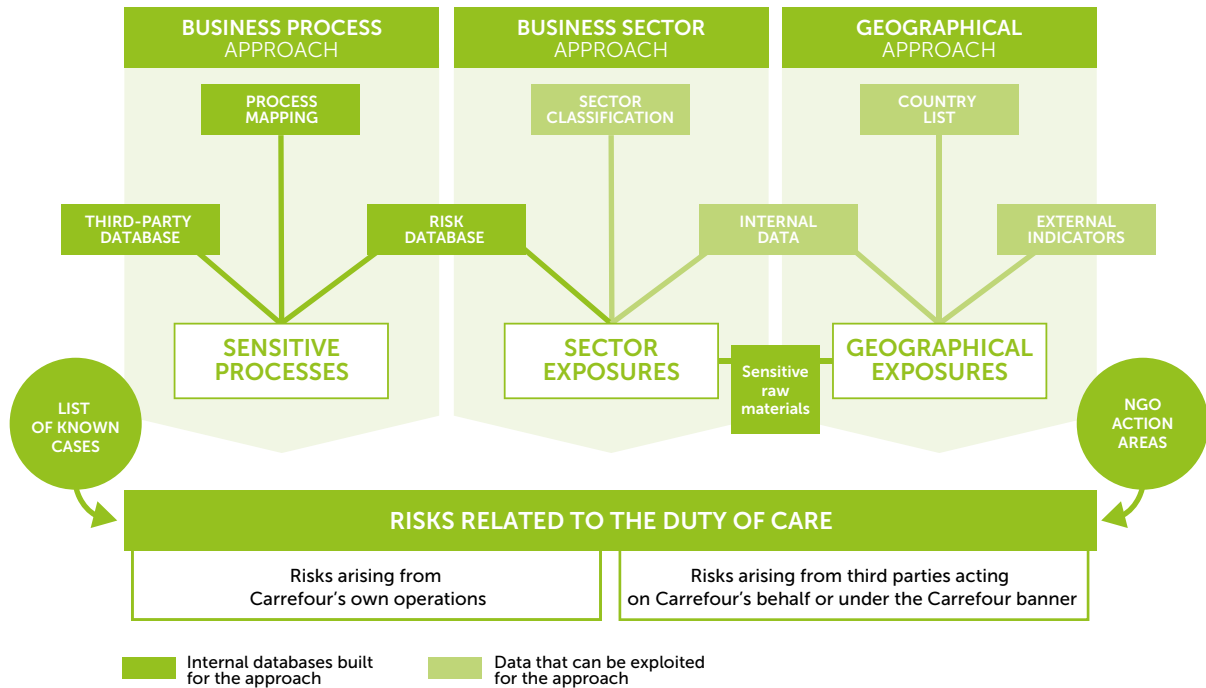 BUSINESS PROCESS
APPROACH
BUSINESS SECTOR
APPROACH
GEOGRAPHICAL
APPROACH
PROCESS
MAPPING
SECTOR
CLASSIFICATION
COUNTRY
LIST
THIRD-PARTY
DATABASE
RISK
DATABASE
INTERNAL
DATA
EXTERNAL
INDICATORS
SENSITIVE
PROCESSES
SECTOR
EXPOSURES
Sensitive
raw
materials
GEOGRAPHICAL
EXPOSURES
LIST
OF KNOWN
CASES
NGO
ACTION
AREAS
RISKS RELATED TO THE DUTY OF CARE
Risks arising from
Carrefour's own operations
Risks arising from third parties acting
on Carrefour's behalf or under the Carrefour banner
Internal databases built
for the approach
Data that can be exploited
for the approach